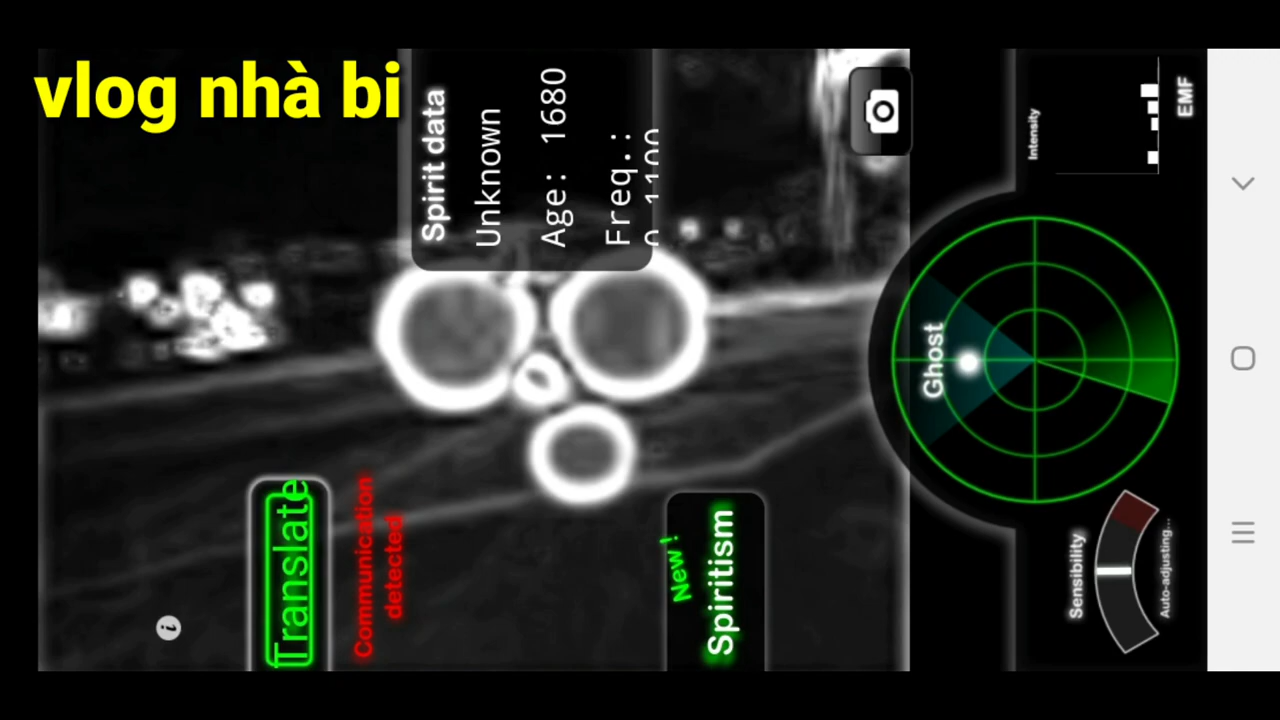 vlog nhà bi
Spirit data
Unknown
Age: 1680
Freq.:
Translate
Communication
detected
New !
Spiritism
Ghost
Intensity
EMF
Sensibility
Auto-adjusting...
i